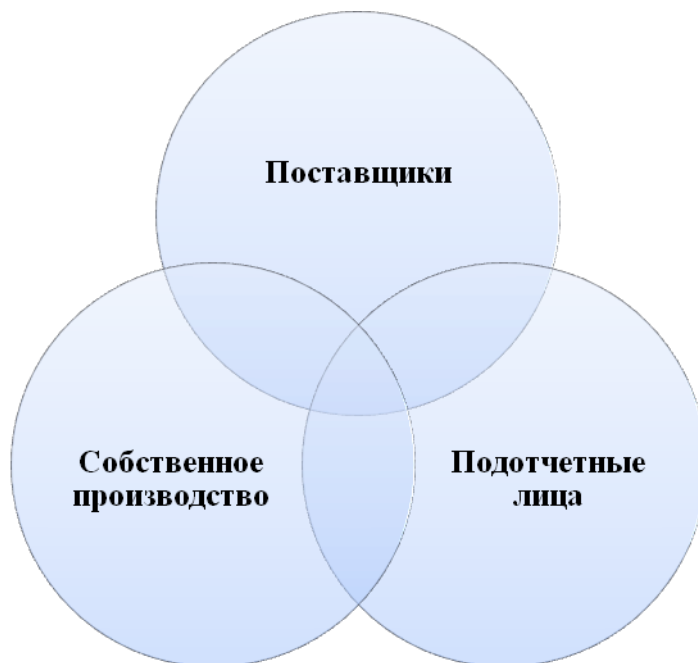 Поставщики
Собственное
производство
Подотчетные
лица